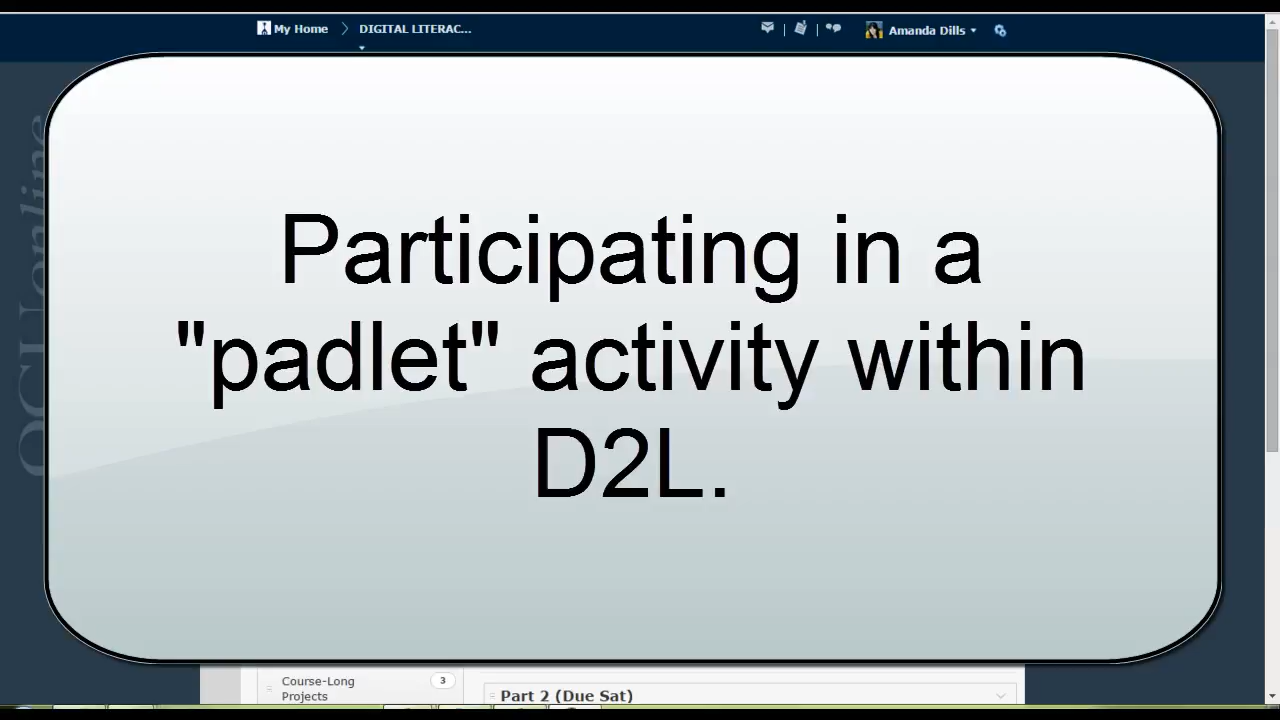 My Home
DIGITAL LITERAC...
Amanda Dills
OCUonline
Participating in a
"padlet" activity within
D2L.
Course-Long
Projects
3
Part 2 (Due Sat)